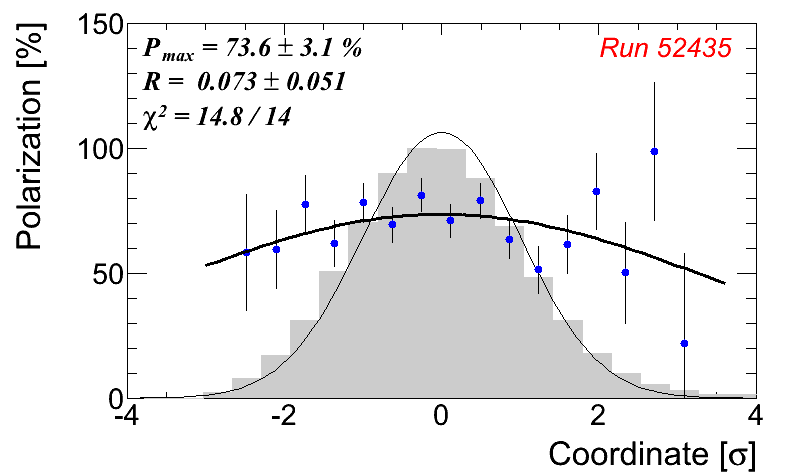 150
P_max = 73.6 ± 3.1 %
Run 52435
R = 0.073 ± 0.051
χ² = 14.8 / 14
Polarization [%]
100
50
0
-4 -2 0 2 4
Coordinate [σ]